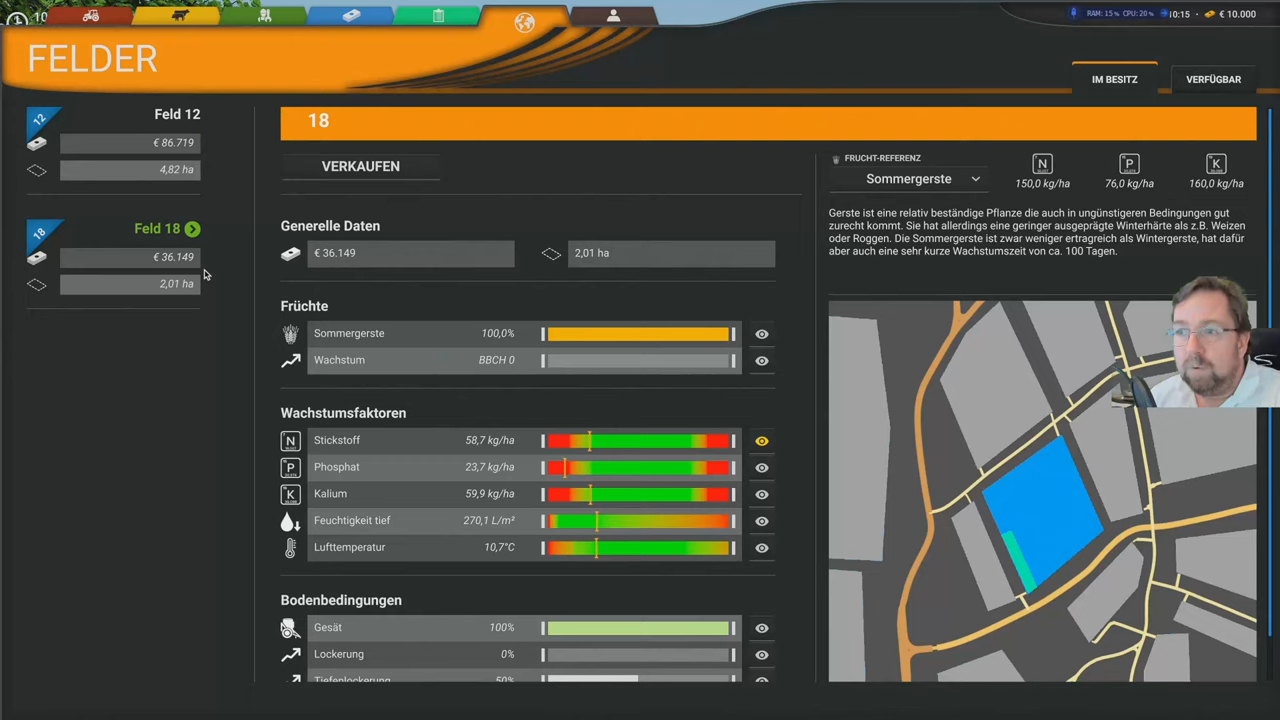 10
RAM: 15% CPU: 20%
10:15
€ 10.000
FELDER
IM BESITZ
VERFÜGBAR
12
Feld 12
€ 86.719
4,82 ha
18
Feld 18
€ 36.149
2,01 ha
18
VERKAUFEN
Generelle Daten
€ 36.149
2,01 ha
Früchte
Sommergerste 100,0%
Wachstum BBCH 0
Wachstumsfaktoren
N Stickstoff 58,7 kg/ha
P Phosphat 23,7 kg/ha
K Kalium 59,9 kg/ha
Feuchtigkeit tief 270,1 L/m²
Lufttemperatur 10,7°C
Bodenbedingungen
Gesät 100%
Lockerung 0%
Tiefenlockerung 50%
FRUCHT-REFERENZ
Sommergerste
N
150,0 kg/ha
P
76,0 kg/ha
K
160,0 kg/ha
Gerste ist eine relativ beständige Pflanze die auch in ungünstigeren Bedingungen gut
zurecht kommt. Sie hat allerdings eine geringer ausgeprägte Winterhärte als z.B. Weizen
oder Roggen. Die Sommergerste ist zwar weniger ertragreich als Wintergerste, hat dafür
aber auch eine sehr kurze Wachstumszeit von ca. 100 Tagen.